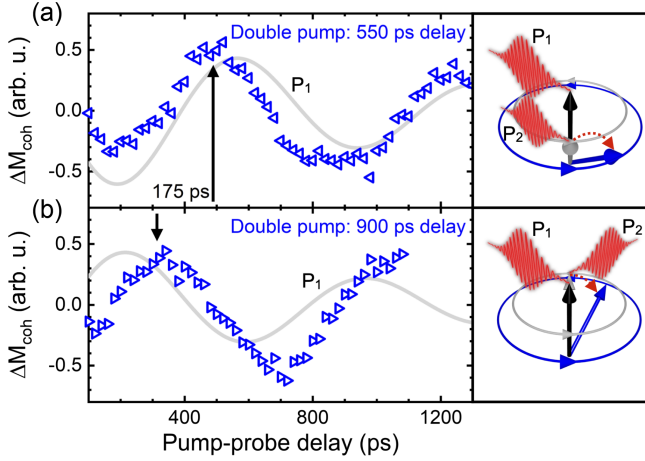 (a)
Double pump: 550 ps delay
P₁
0.5
0.0
-0.5
ΔM_coh (arb. u.)
175 ps
P₁
P₂
(b)
Double pump: 900 ps delay
P₁
0.5
0.0
-0.5
ΔM_coh (arb. u.)
400
800
1200
Pump-probe delay (ps)
P₁
P₂